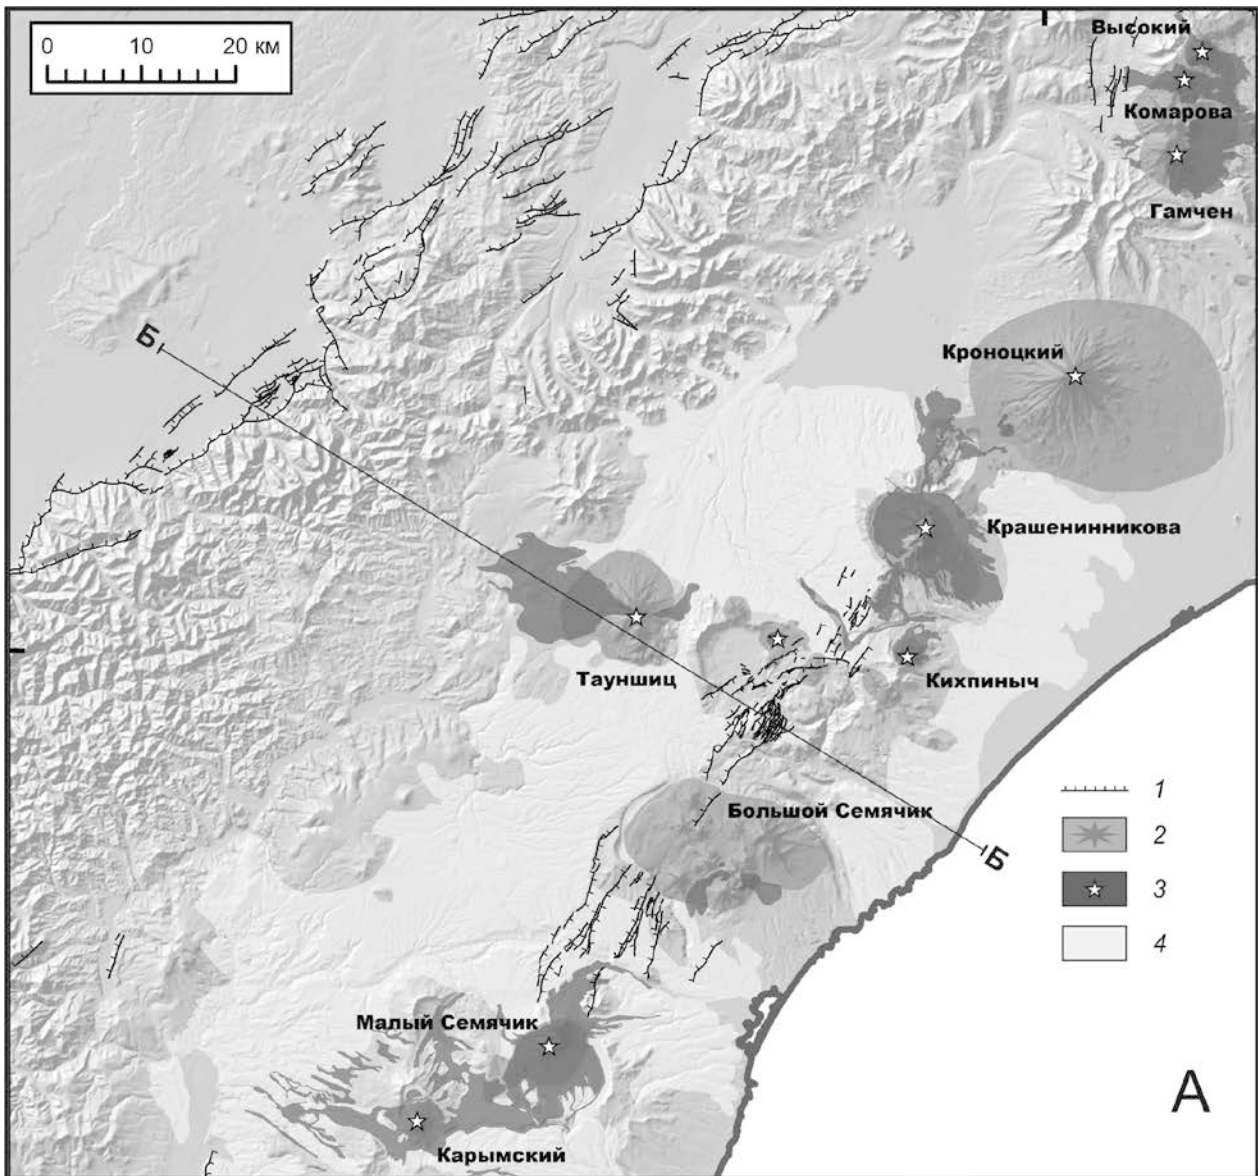 0 10 20 км
Высокий
Комарова
Гамчен
Б
Кроноцкий
Крашенинникова
Тауншиц
Кихпиныч
Большой Семячик
Б
1
2
3
4
Малый Семячик
Карымский
А